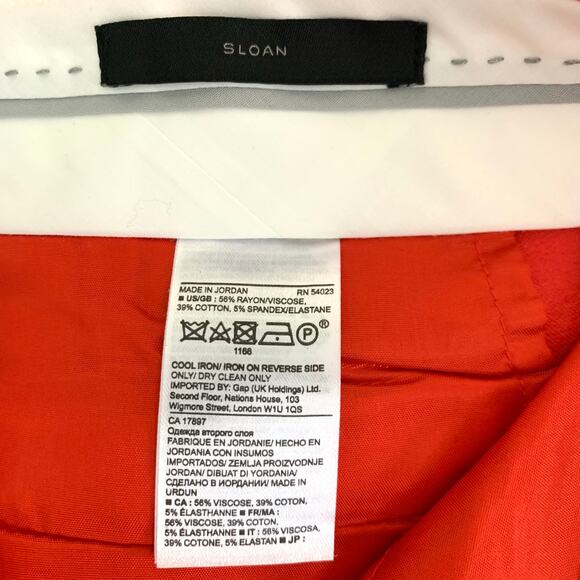 SLOAN
MADE IN JORDAN RN 54023
■ US/GB : 56% RAYON/VISCOSE,
39% COTTON, 5% SPANDEX/ELASTANE
P®
1166
COOL IRON/ IRON ON REVERSE SIDE
ONLY/ DRY CLEAN ONLY
IMPORTED BY: Gap (UK Holdings) Ltd.
Second Floor, Nations House, 103
Wigmore Street, London W1U 1QS
CA 17897
Одежда второго слоя
FABRIQUE EN JORDANIE/ HECHO EN
JORDANIA CON INSUMOS
IMPORTADOS/ ZEMLJA PROIZVODNJE
JORDAN/ DIBUAT DI YORDANIA/
СДЕЛАНО В ИОРДАНИИ/ MADE IN
URDUN
■ CA : 56% VISCOSE, 39% COTON,
5% ÉLASTHANNE ■ FR/MA :
56% VISCOSE, 39% COTON,
5% ÉLASTHANNE ■ IT : 56% VISCOSA,
39% COTONE, 5% ELASTAN ■ JP :